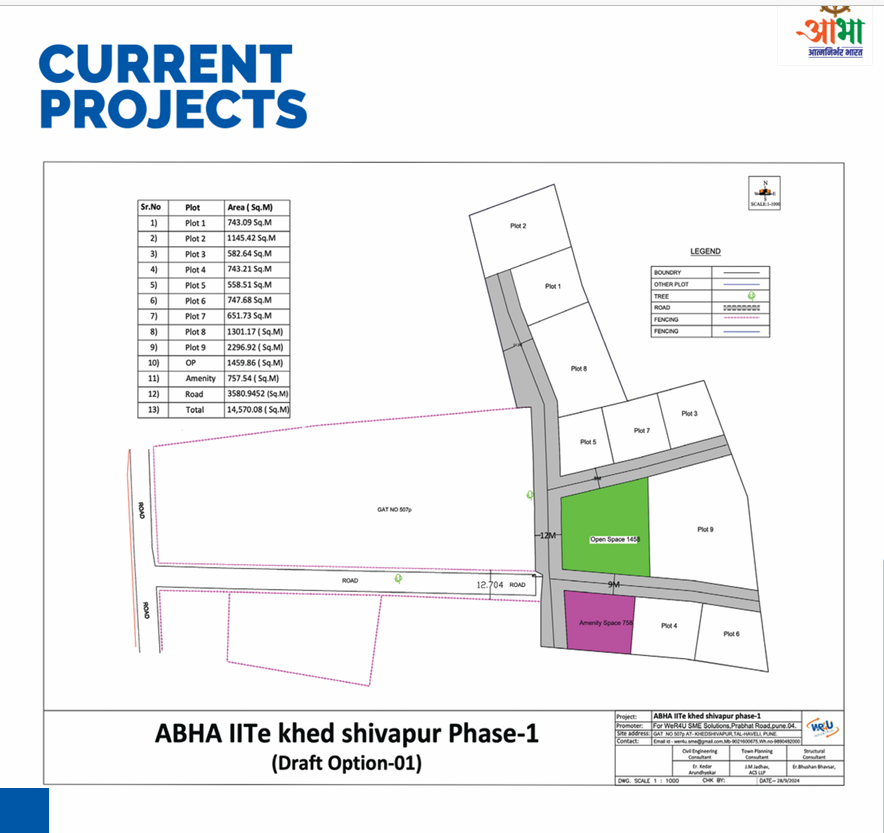 आभा
आत्मनिर्भर भारत
CURRENT
PROJECTS
N
W E
S
SCALE:1-1000
Sr.No Plot Area ( Sq.M)
1) Plot 1 743.09 Sq.M
2) Plot 2 1145.42 Sq.M
3) Plot 3 582.64 Sq.M
4) Plot 4 743.21 Sq.M
5) Plot 5 558.51 Sq.M
6) Plot 6 747.68 Sq.M
7) Plot 7 651.73 Sq.M
8) Plot 8 1301.17 ( Sq.M)
9) Plot 9 2296.92 ( Sq.M)
10) OP 1459.86 ( Sq.M)
11) Amenity 757.54 ( Sq.M)
12) Road 3580.9452 (Sq.M)
13) Total 14,570.08 ( Sq.M)
LEGEND
BOUNDRY
OTHER PLOT
TREE
ROAD
FENCING
FENCING
Plot 2
Plot 1
Plot 8
Plot 3
Plot 7
Plot 5
9M
GAT NO 507p
ROAD
Plot 9
12M
Open Space 1458
ROAD
12.704 ROAD
9M
ROAD
Amenity Space 758
Plot 4
Plot 6
ABHA IITe khed shivapur Phase-1
(Draft Option-01)
Project: ABHA IITe khed shivapur phase-1
Promoter: For WeR4U SME Solutions,Prabhat Road,pune.04.
Site address: GAT NO 507p AT- KHEDSHIVAPUR,TAL-HAVELI, PUNE.
Contact: Email id - wer4u.sme@gmail.com,Mb-9021600675,Wh.no-9890492000
WR4U
Civil Engineering Consultant
Town Planning Consultant
Structural Consultant
Er. Kedar Arundhyekar
J.M.Jadhav, ACS LLP
Er.Bhushan Bhavsar,
DWG. SCALE 1 : 1000 CHK BY: DATE-- 26/9/2024